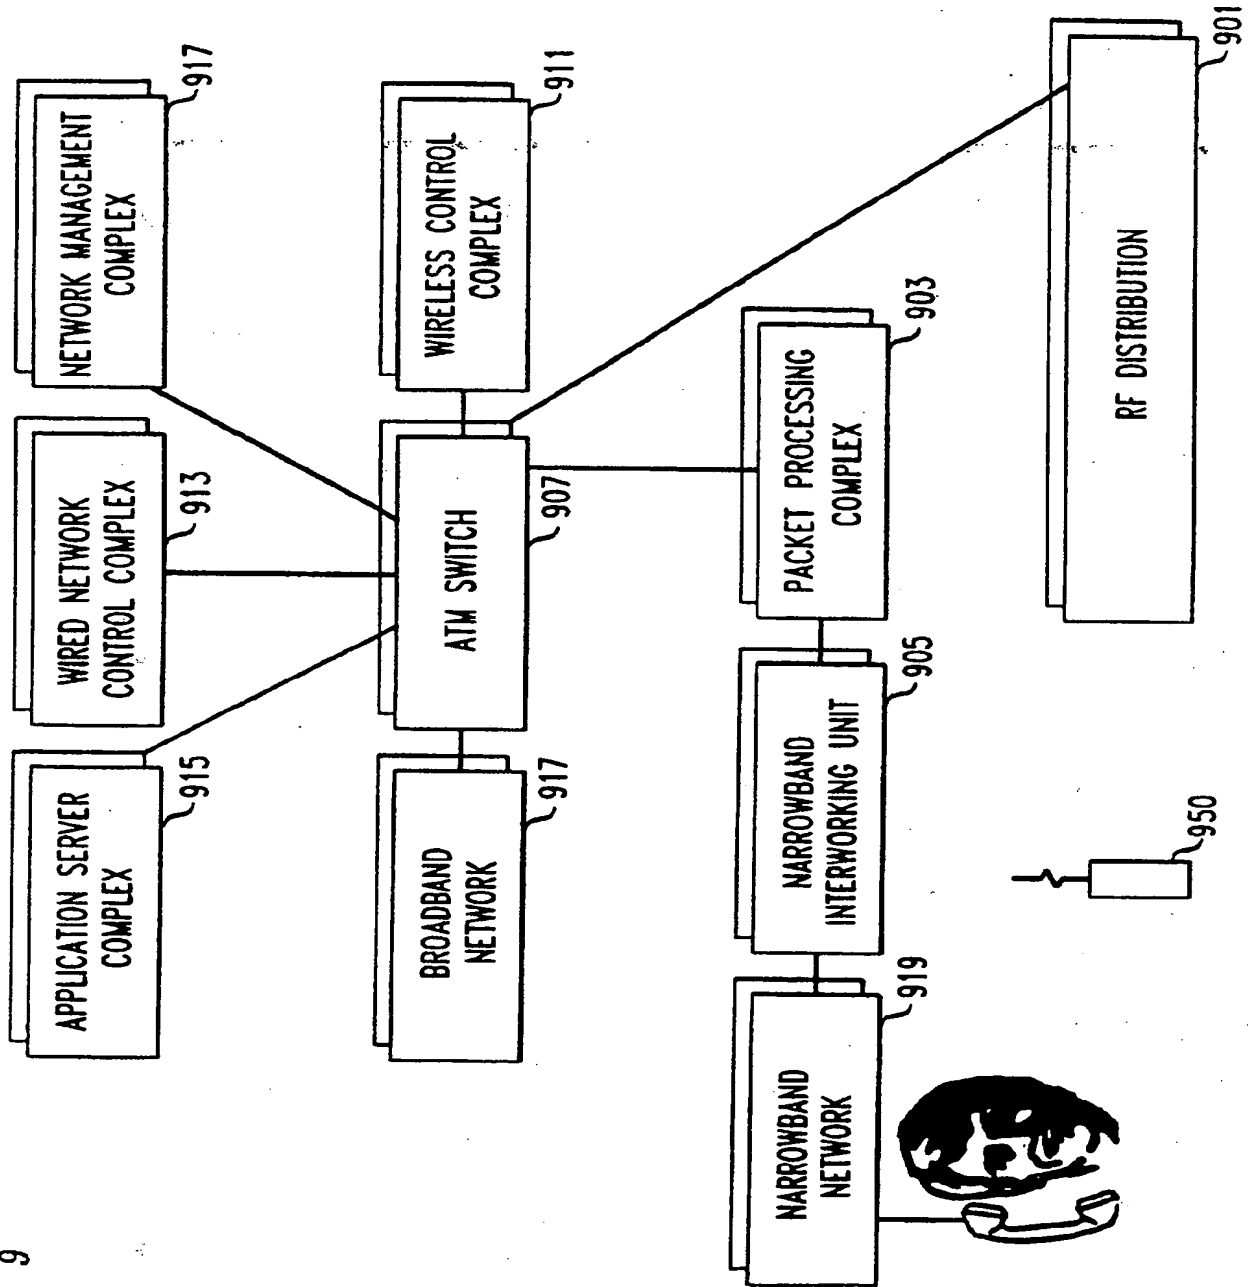 9
APPLICATION SERVER
COMPLEX
915
WIRED NETWORK
CONTROL COMPLEX
913
NETWORK MANAGEMENT
COMPLEX
917
BROADBAND
NETWORK
917
ATM SWITCH
907
WIRELESS CONTROL
COMPLEX
911
NARROWBAND
NETWORK
919
NARROWBAND
INTERWORKING UNIT
905
PACKET PROCESSING
COMPLEX
903
950
RF DISTRIBUTION
901